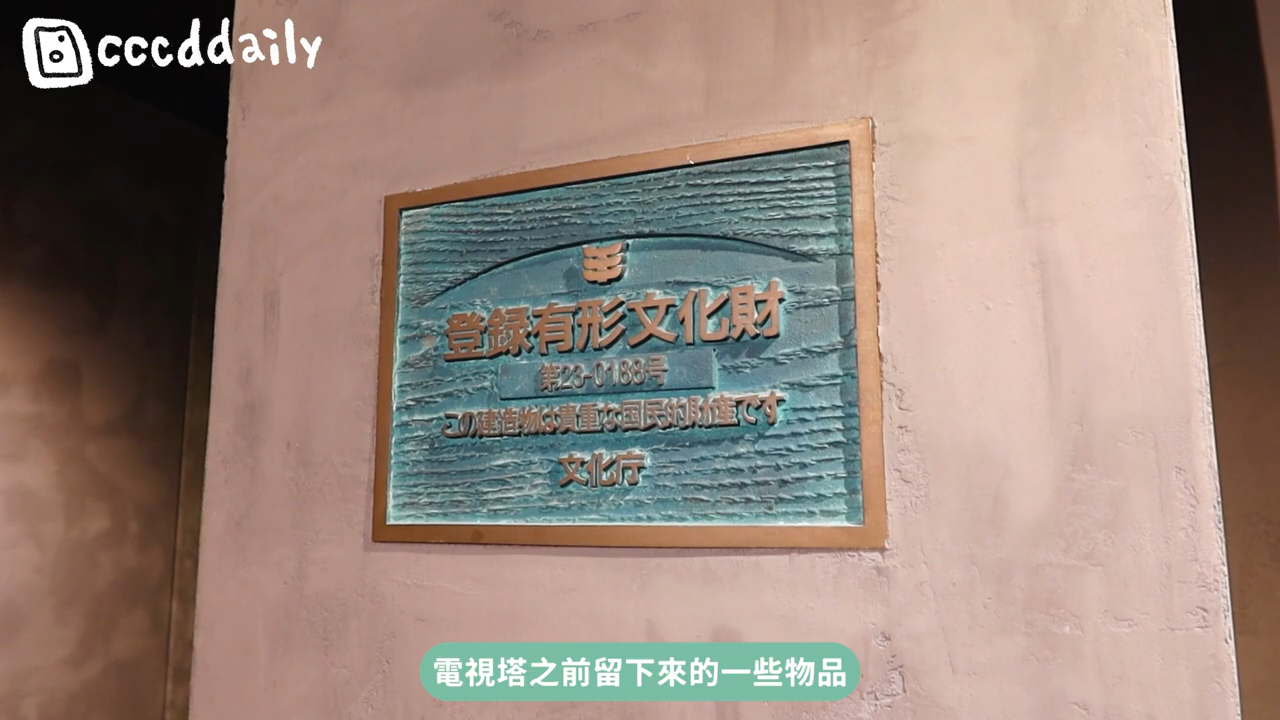 cccddaily
登録有形文化財
第23-0188号
この建造物は貴重な国民的財産です
文化庁
電視塔之前留下來的一些物品